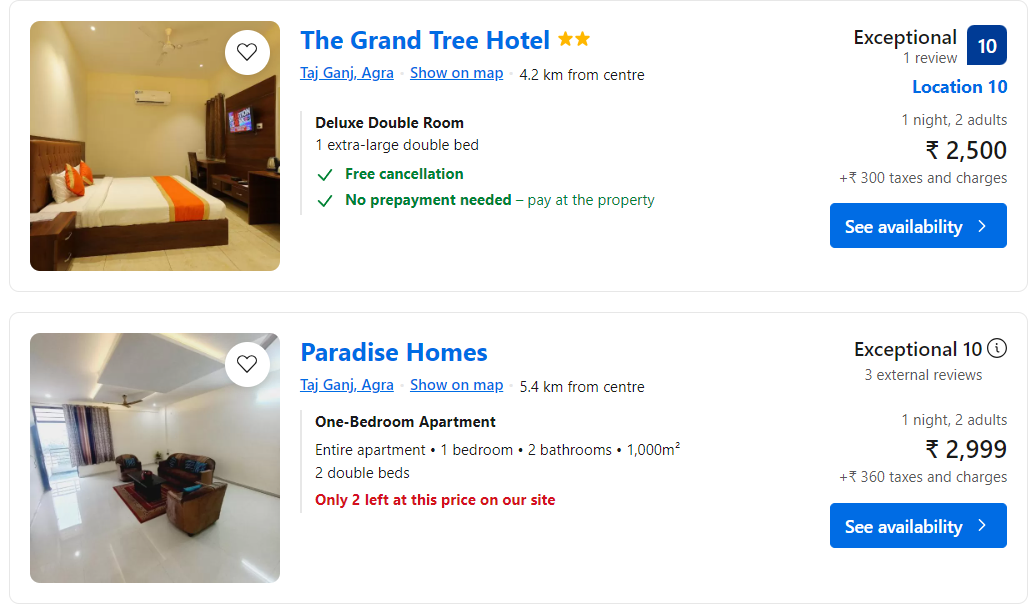 The Grand Tree Hotel
Taj Ganj, Agra · Show on map · 4.2 km from centre
Deluxe Double Room
1 extra-large double bed
Free cancellation
No prepayment needed – pay at the property
Exceptional 10
1 review
Location 10
1 night, 2 adults
₹ 2,500
+₹ 300 taxes and charges
See availability
Paradise Homes
Taj Ganj, Agra · Show on map · 5.4 km from centre
One-Bedroom Apartment
Entire apartment • 1 bedroom • 2 bathrooms • 1,000m²
2 double beds
Only 2 left at this price on our site
Exceptional 10
3 external reviews
1 night, 2 adults
₹ 2,999
+₹ 360 taxes and charges
See availability